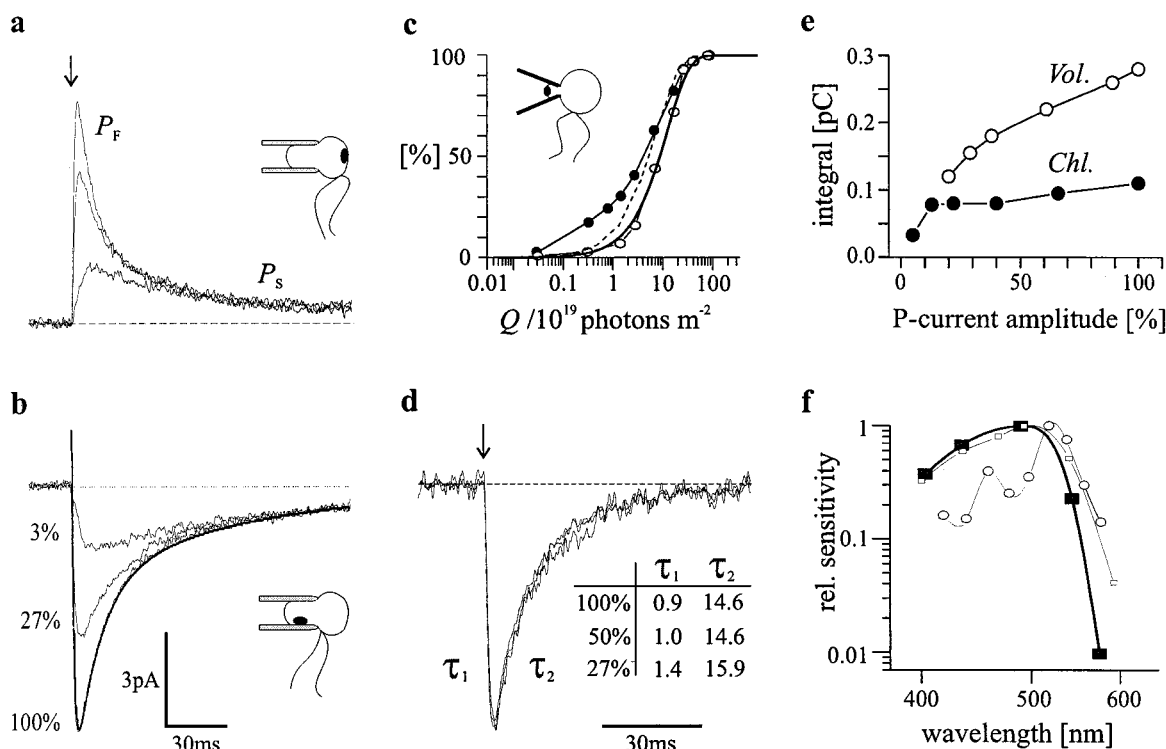 a
P_F
P_S
b
3%
27%
100%
3pA
30ms
c
[%]
100
50
0
0.01 0.1 1 10 100
Q /10^19 photons m^-2
d
τ_1 τ_2
τ_1 τ_2
100% 0.9 14.6
50% 1.0 14.6
27% 1.4 15.9
30ms
e
integral [pC]
0.3
0.2
0.1
0.0
Vol.
Chl.
0 50 100
P-current amplitude [%]
f
rel. sensitivity
1
0.1
0.01
400 500 600
wavelength [nm]